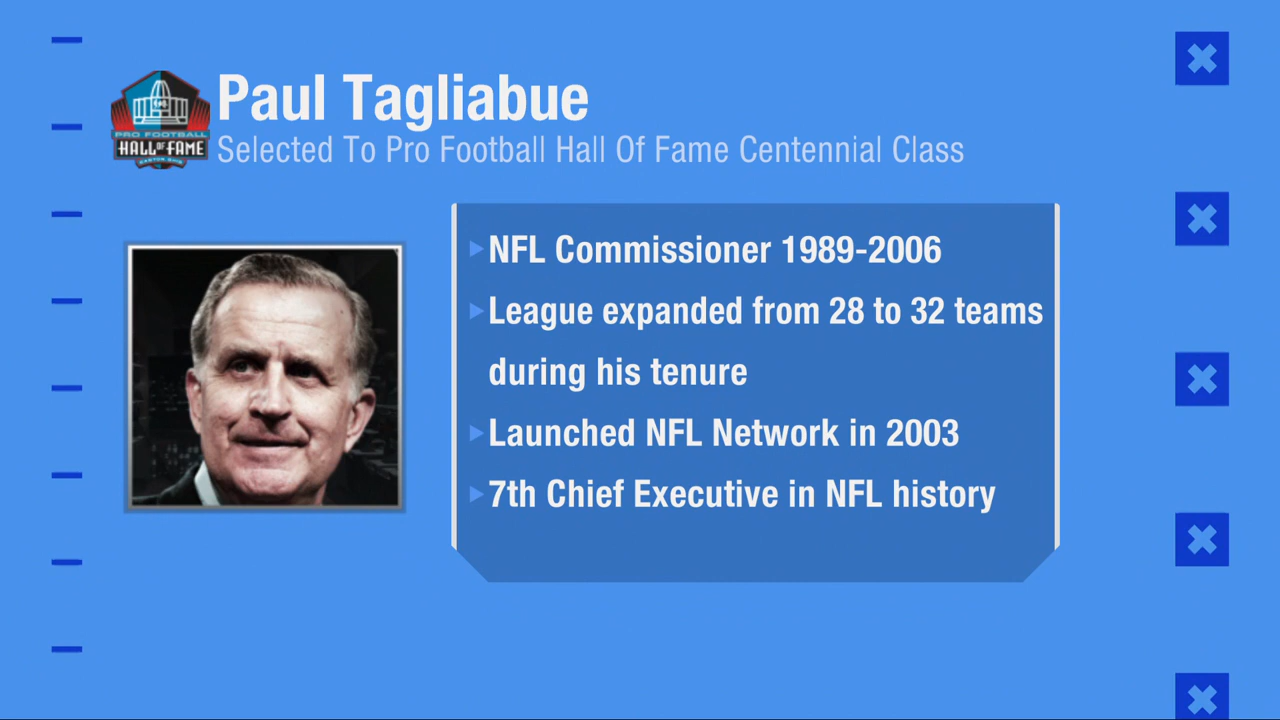 Paul Tagliabue
PRO FOOTBALL
HALL OF FAME
Selected To Pro Football Hall Of Fame Centennial Class
NFL Commissioner 1989-2006
League expanded from 28 to 32 teams
during his tenure
Launched NFL Network in 2003
7th Chief Executive in NFL history